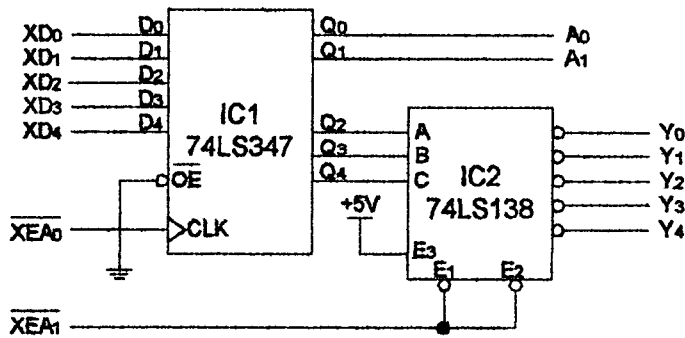 XD0 D0 Q0 A0
XD1 D1 Q1 A1
XD2 D2
XD3 D3 IC1
XD4 D4 74LS347 Q2 A Y0
Q3 B Y1
OE Q4 C IC2 Y2
+5V 74LS138 Y3
XEA0 CLK Y4
E3
E1 E2
XEA1